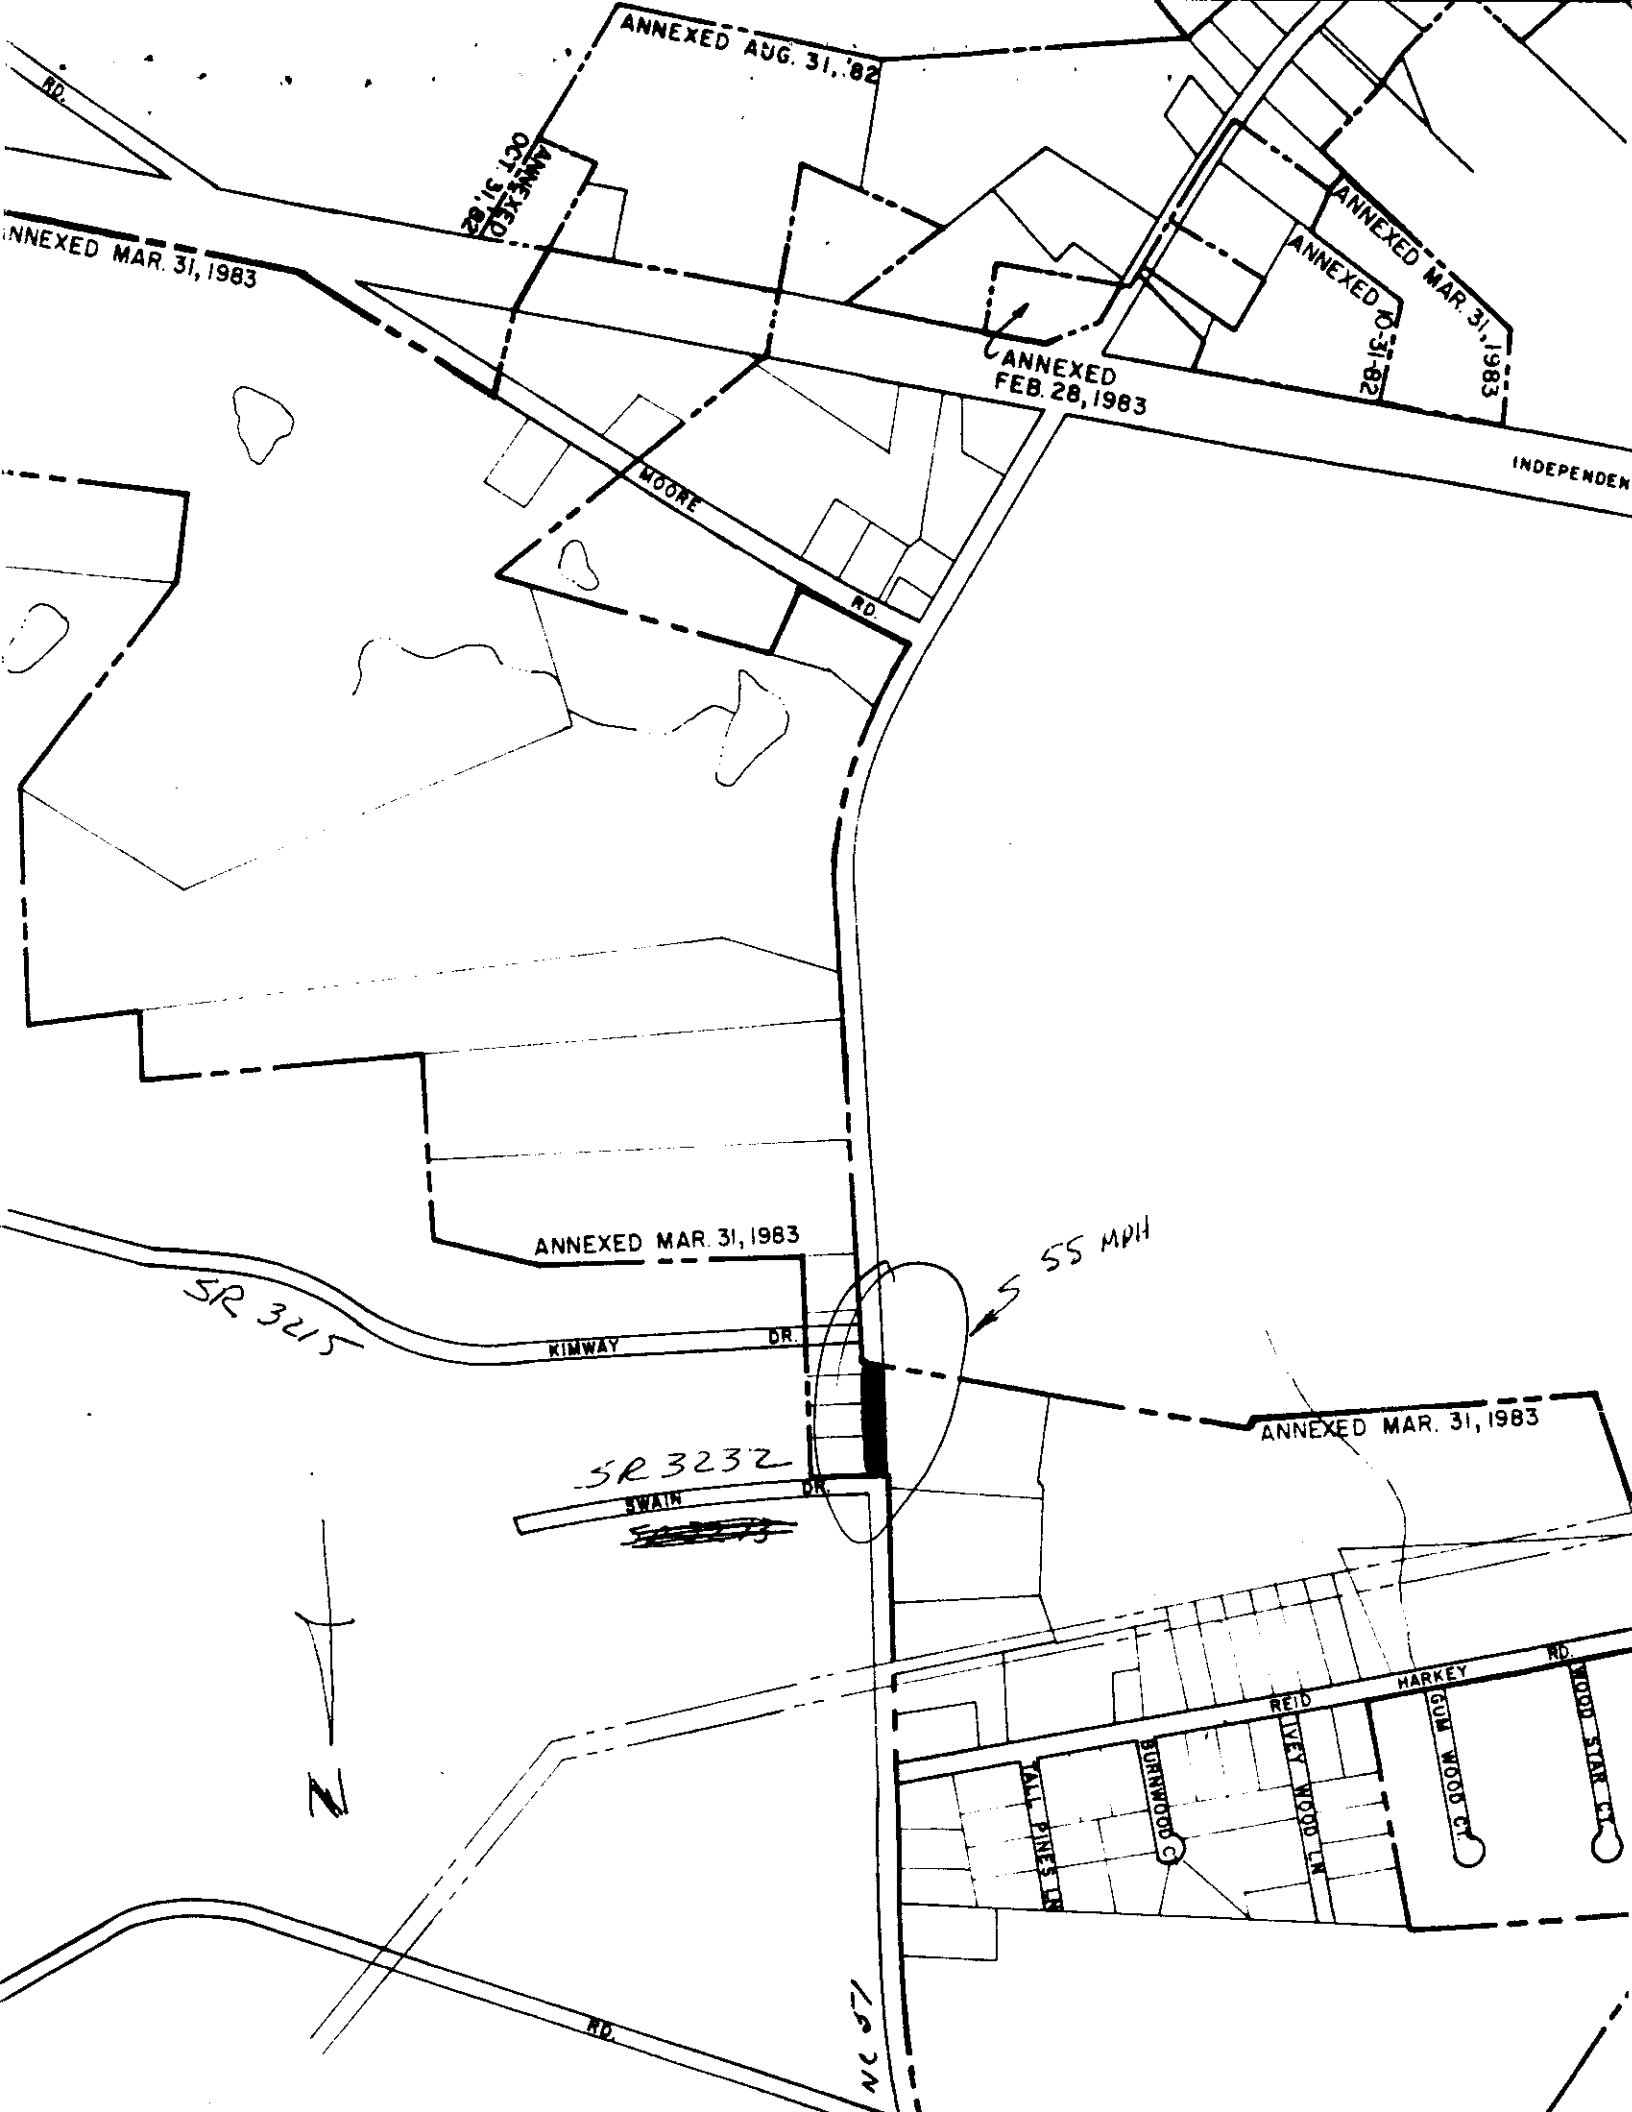 ANNEXED AUG. 31, '82
RD.
ANNEXED
OCT. 31, 82
ANNEXED MAR. 31, 1983
ANNEXED MAR. 31, 1983
ANNEXED 10-31-82
ANNEXED
FEB. 28, 1983
INDEPENDEN
MOORE RD.
ANNEXED MAR. 31, 1983
55 MPH
SR 3215
KIMWAY DR.
ANNEXED MAR. 31, 1983
SR 3232
SWAIN DR.
REID HARKEY RD.
TALL PINES LN
BURNWOOD C
IVEY WOOD LN
GUM WOOD CT.
WOOD STAR CT.
N
NC 51
RD.